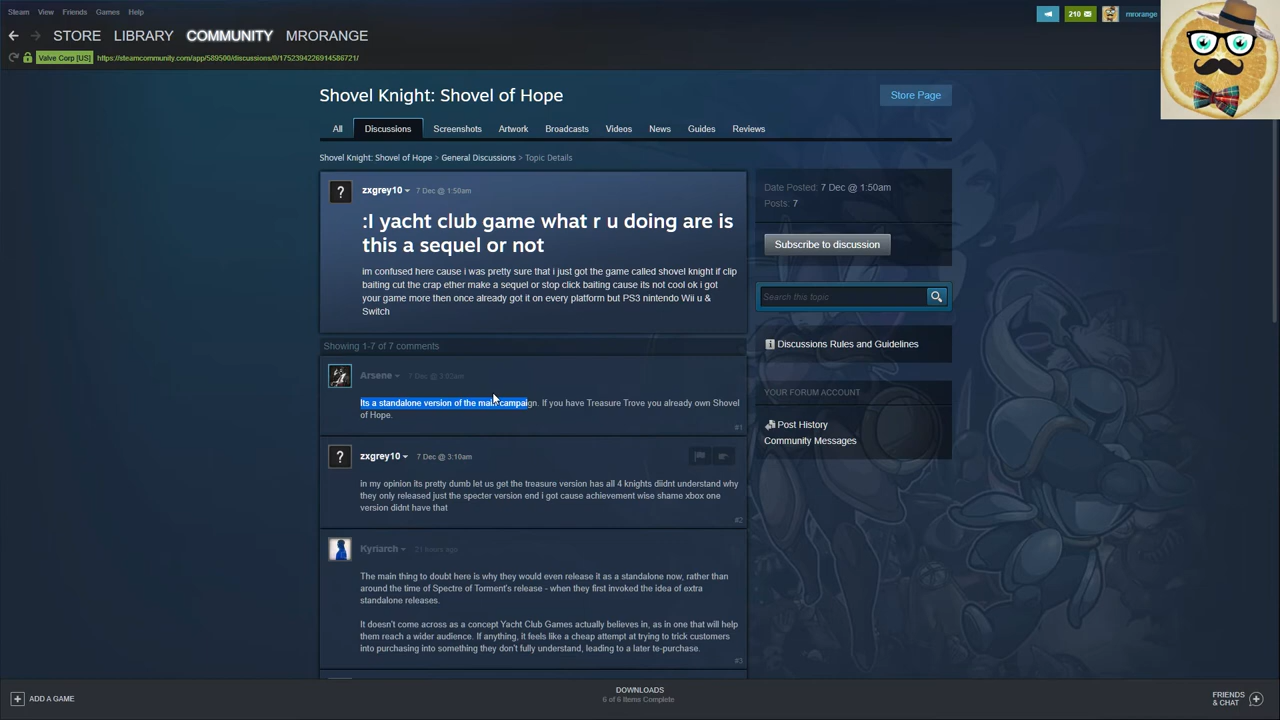 Steam View Friends Games Help
210 mrorange
STORE LIBRARY COMMUNITY MRORANGE
Valve Corp [US] https://steamcommunity.com/app/589500/discussions/0/1752394226914586721/
Shovel Knight: Shovel of Hope
Store Page
All Discussions Screenshots Artwork Broadcasts Videos News Guides Reviews
Shovel Knight: Shovel of Hope > General Discussions > Topic Details
zxgrey10 7 Dec @ 1:50am
:I yacht club game what r u doing are is
this a sequel or not
im confused here cause i was pretty sure that i just got the game called shovel knight if clip
baiting cut the crap ether make a sequel or stop click baiting cause its not cool ok i got
your game more then once already got it on every platform but PS3 nintendo Wii u &
Switch
Date Posted: 7 Dec @ 1:50am
Posts: 7
Subscribe to discussion
Search this topic
Discussions Rules and Guidelines
YOUR FORUM ACCOUNT
Post History
Community Messages
Showing 1-7 of 7 comments
Arsene 7 Dec @ 3:03am
Its a standalone version of the main campaign. If you have Treasure Trove you already own Shovel
of Hope.
#1
zxgrey10 7 Dec @ 3:10am
in my opinion its pretty dumb let us get the treasure version has all 4 knights diidnt understand why
they only released just the specter version end i got cause achievement wise shame xbox one
version didnt have that
#2
Kyriarch 21 hours ago
The main thing to doubt here is why they would even release it as a standalone now, rather than
around the time of Spectre of Torment's release - when they first invoked the idea of extra
standalone releases.
It doesn't come across as a concept Yacht Club Games actually believes in, as in one that will help
them reach a wider audience. If anything, it feels like a cheap attempt at trying to trick customers
into purchasing into something they don't fully understand, leading to a later te-purchase.
#3
ADD A GAME
DOWNLOADS
6 of 6 Items Complete
FRIENDS
& CHAT